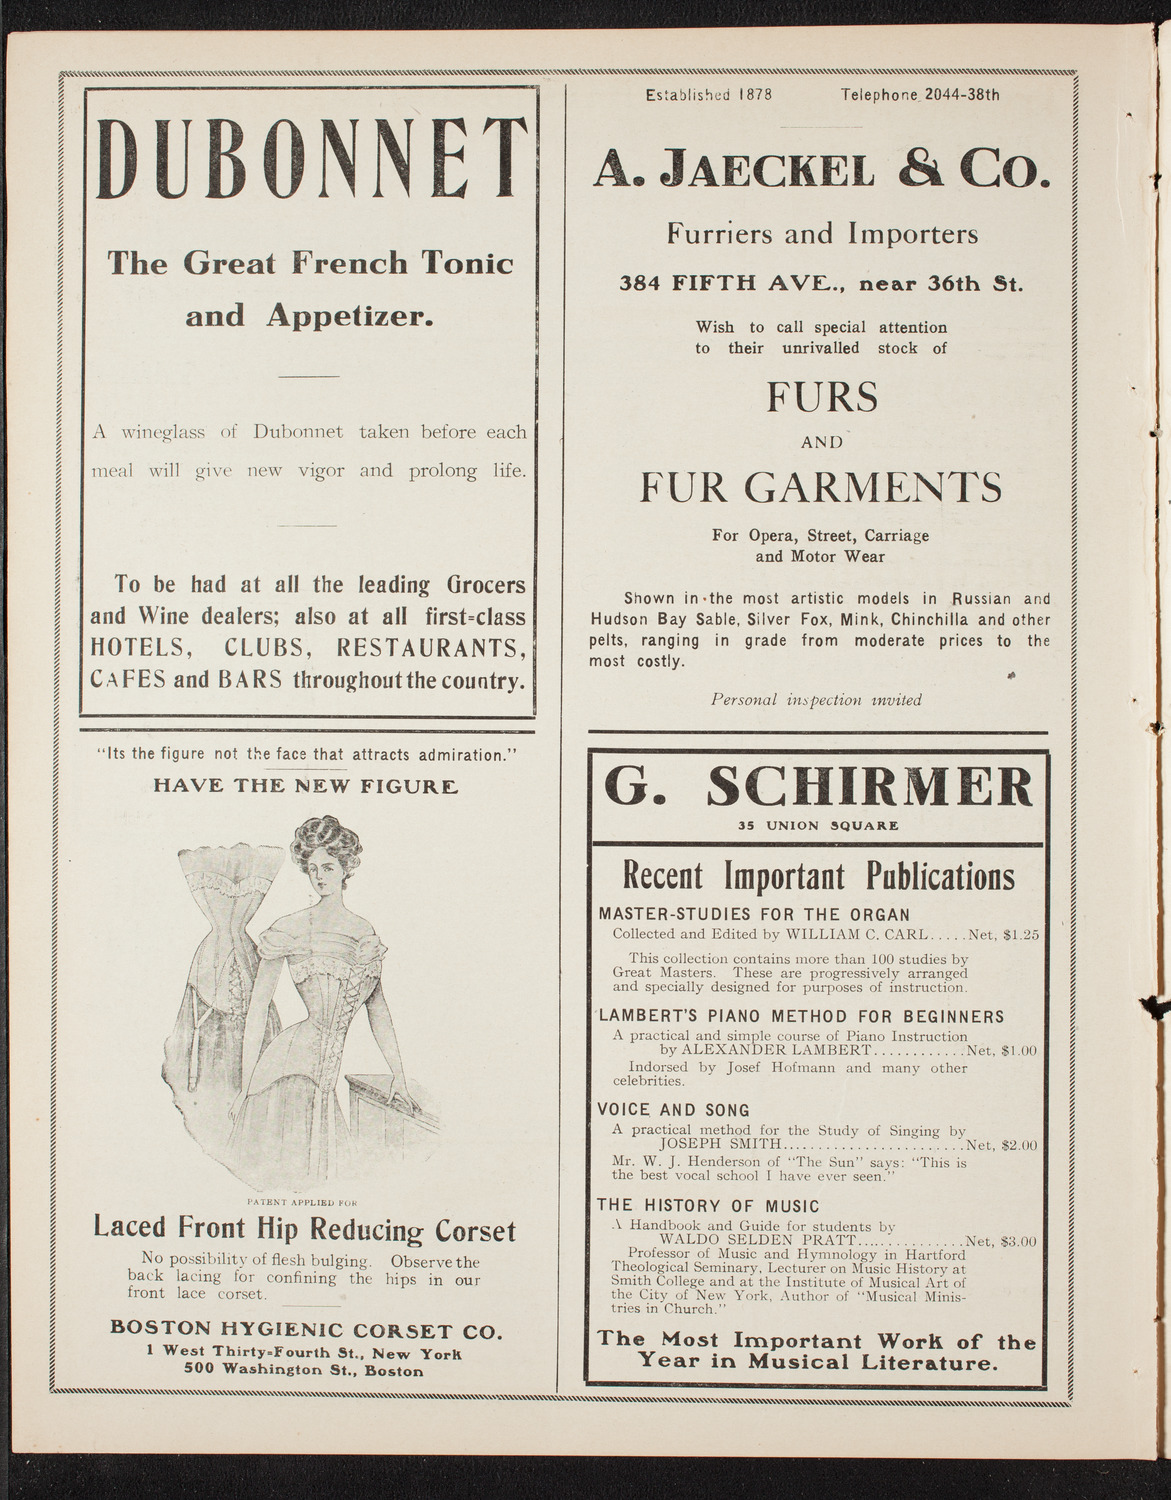 DUBONNET
The Great French Tonic
and Appetizer.
A wineglass of Dubonnet taken before each
meal will give new vigor and prolong life.
To be had at all the leading Grocers
and Wine dealers; also at all first-class
HOTELS, CLUBS, RESTAURANTS,
CAFES and BARS throughout the country.
"Its the figure not the face that attracts admiration."
HAVE THE NEW FIGURE
PATENT APPLIED FOR
Laced Front Hip Reducing Corset
No possibility of flesh bulging. Observe the
back lacing for confining the hips in our
front lace corset.
BOSTON HYGIENIC CORSET CO.
1 West Thirty-Fourth St., New York
500 Washington St., Boston
Established 1878 Telephone 2044-38th
A. JAECKEL & CO.
Furriers and Importers
384 FIFTH AVE., near 36th St.
Wish to call special attention
to their unrivalled stock of
FURS
AND
FUR GARMENTS
For Opera, Street, Carriage
and Motor Wear
Shown in the most artistic models in Russian and
Hudson Bay Sable, Silver Fox, Mink, Chinchilla and other
pelts, ranging in grade from moderate prices to the
most costly.
Personal inspection invited
G. SCHIRMER
35 UNION SQUARE
Recent Important Publications
MASTER-STUDIES FOR THE ORGAN
Collected and Edited by WILLIAM C. CARL.....Net, $1.25
This collection contains more than 100 studies by
Great Masters. These are progressively arranged
and specially designed for purposes of instruction.
LAMBERT'S PIANO METHOD FOR BEGINNERS
A practical and simple course of Piano Instruction
by ALEXANDER LAMBERT............Net, $1.00
Indorsed by Josef Hofmann and many other
celebrities.
VOICE AND SONG
A practical method for the Study of Singing by
JOSEPH SMITH........................Net, $2.00
Mr. W. J. Henderson of "The Sun" says: "This is
the best vocal school I have ever seen."
THE HISTORY OF MUSIC
A Handbook and Guide for students by
WALDO SELDEN PRATT..............Net, $3.00
Professor of Music and Hymnology in Hartford
Theological Seminary, Lecturer on Music History at
Smith College and at the Institute of Musical Art of
the City of New York, Author of "Musical Minis-
tries in Church."
The Most Important Work of the
Year in Musical Literature.